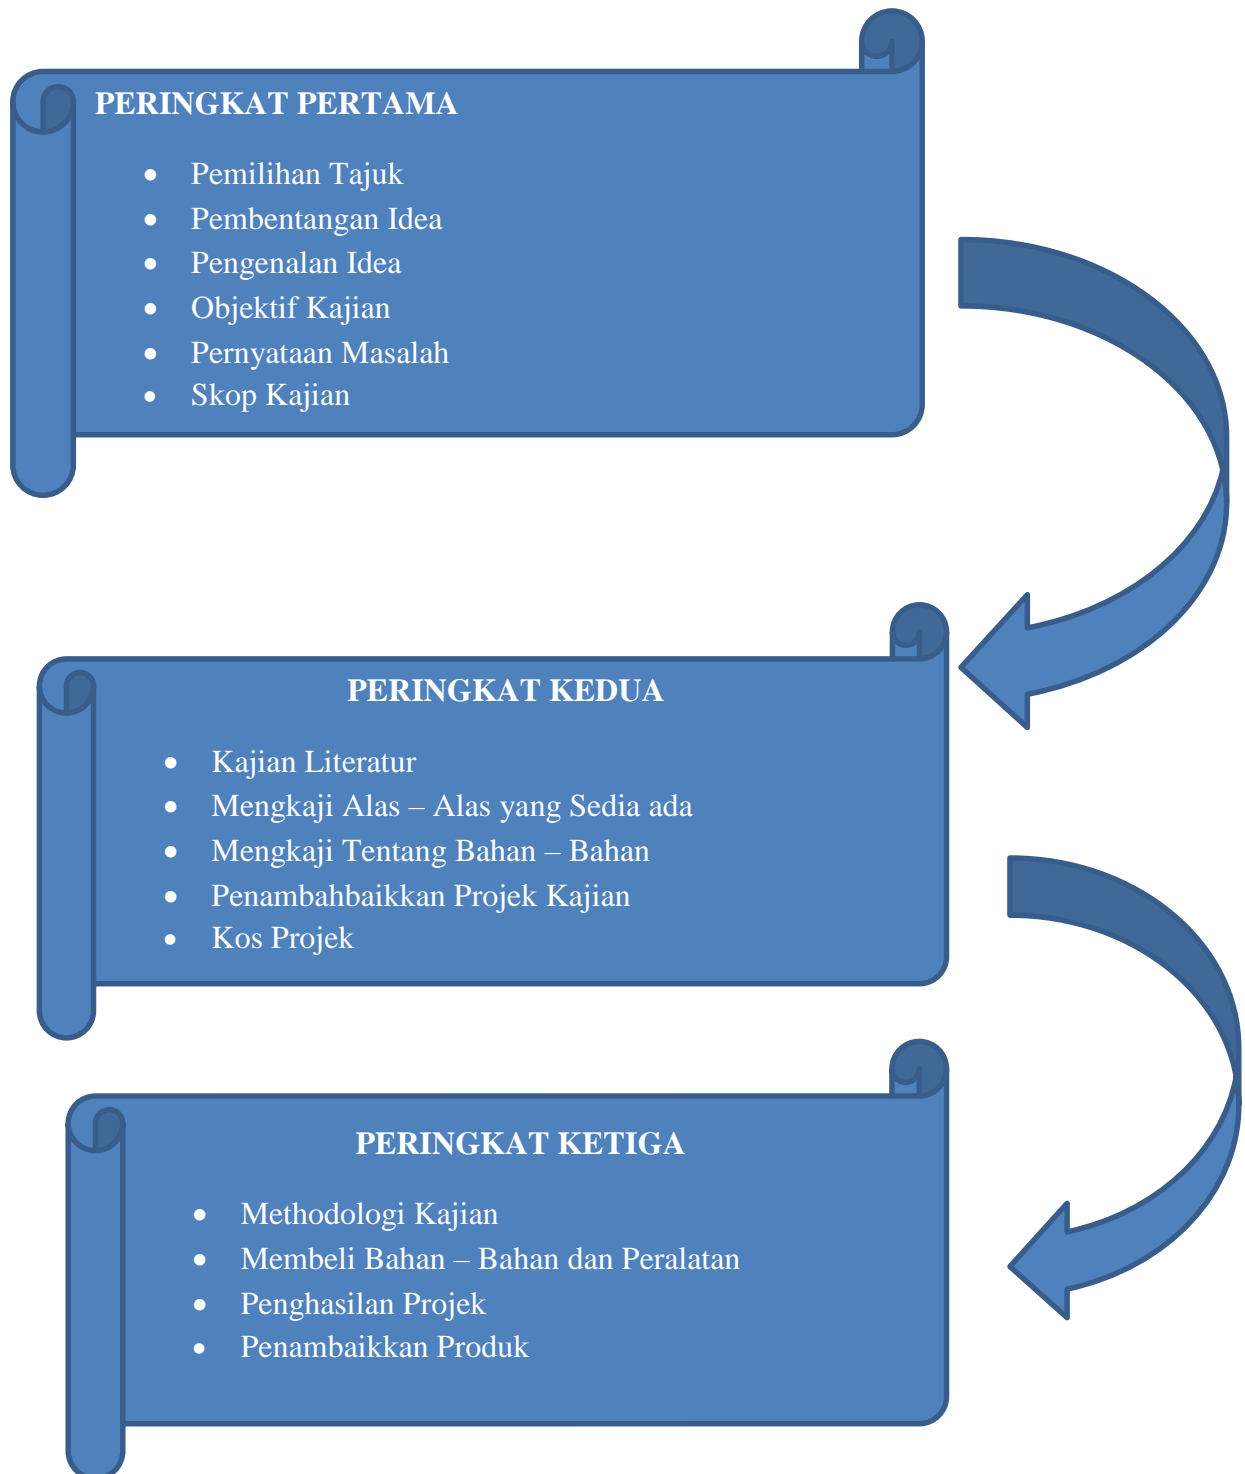 PERINGKAT PERTAMA
• Pemilihan Tajuk
• Pembentangan Idea
• Pengenalan Idea
• Objektif Kajian
• Pernyataan Masalah
• Skop Kajian
PERINGKAT KEDUA
• Kajian Literatur
• Mengkaji Alas – Alas yang Sedia ada
• Mengkaji Tentang Bahan – Bahan
• Penambahbaikkan Projek Kajian
• Kos Projek
PERINGKAT KETIGA
• Methodologi Kajian
• Membeli Bahan – Bahan dan Peralatan
• Penghasilan Projek
• Penambaikkan Produk